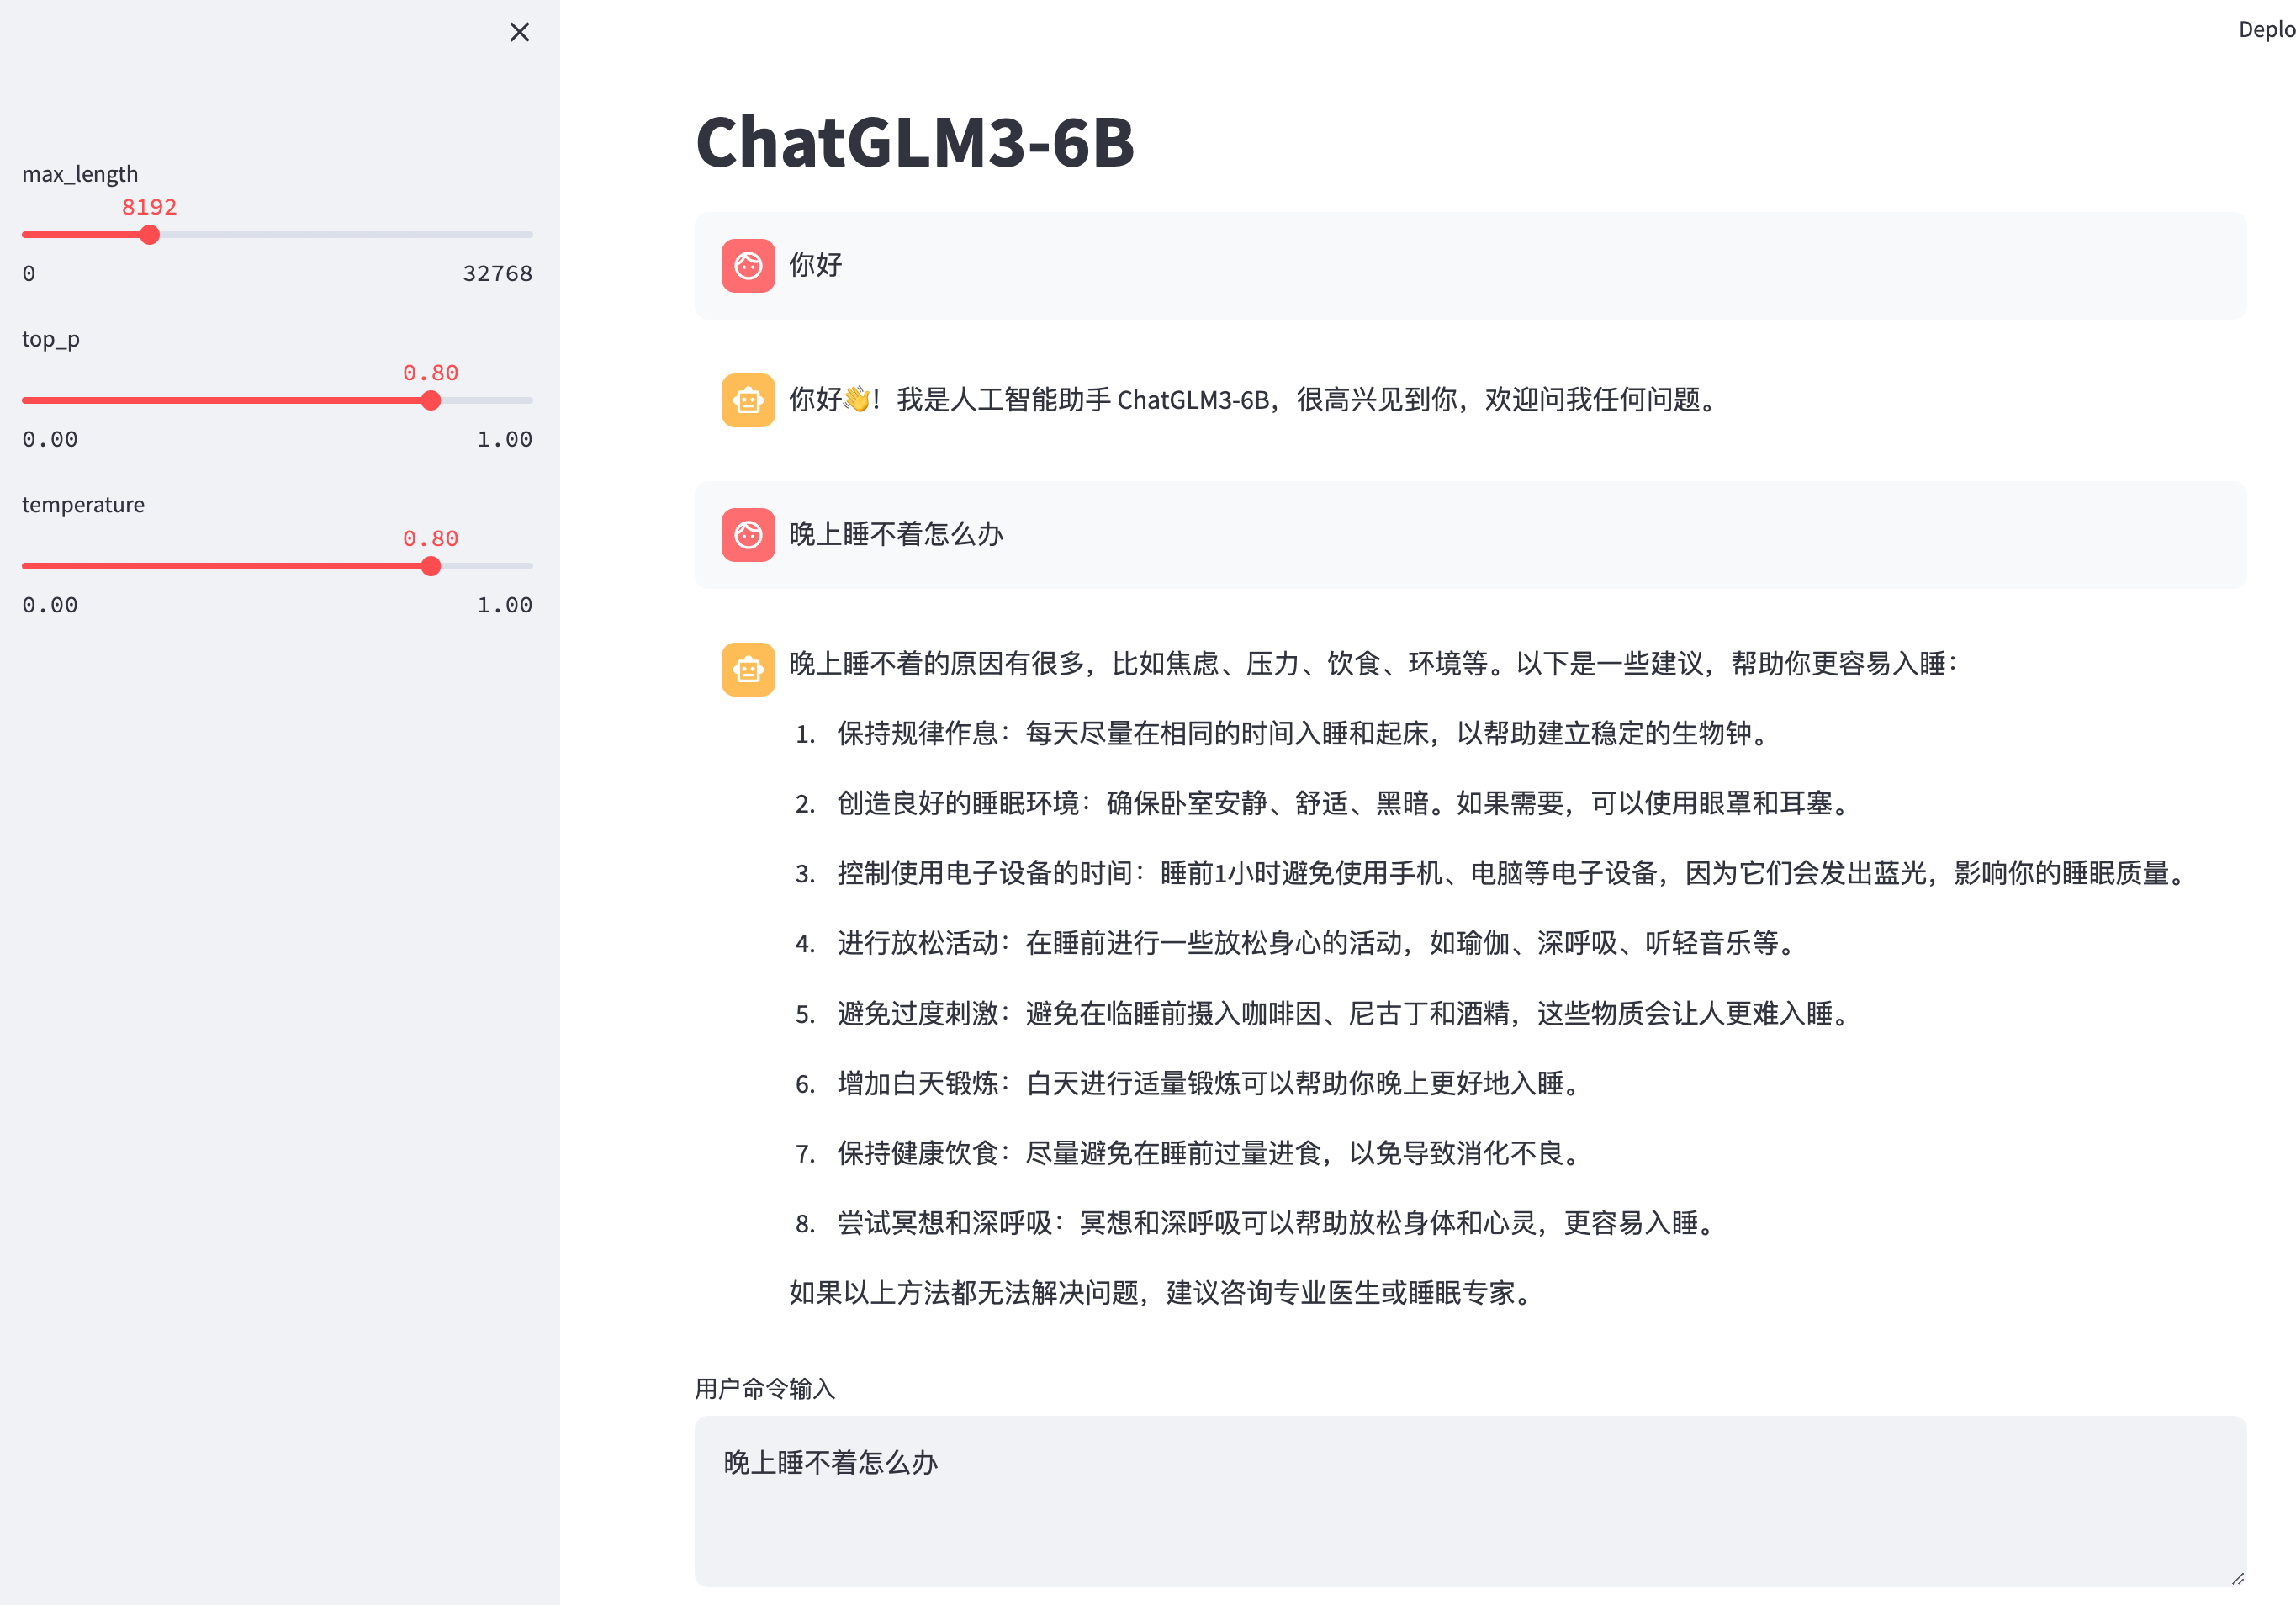 max_length
8192
0 32768
top_p
0.80
0.00 1.00
temperature
0.80
0.00 1.00
Deplo
ChatGLM3-6B
你好
你好👋！我是人工智能助手 ChatGLM3-6B，很高兴见到你，欢迎问我任何问题。
晚上睡不着怎么办
晚上睡不着的原因有很多，比如焦虑、压力、饮食、环境等。以下是一些建议，帮助你更容易入睡：
1. 保持规律作息：每天尽量在相同的时间入睡和起床，以帮助建立稳定的生物钟。
2. 创造良好的睡眠环境：确保卧室安静、舒适、黑暗。如果需要，可以使用眼罩和耳塞。
3. 控制使用电子设备的时间：睡前1小时避免使用手机、电脑等电子设备，因为它们会发出蓝光，影响你的睡眠质量。
4. 进行放松活动：在睡前进行一些放松身心的活动，如瑜伽、深呼吸、听轻音乐等。
5. 避免过度刺激：避免在临睡前摄入咖啡因、尼古丁和酒精，这些物质会让人更难入睡。
6. 增加白天锻炼：白天进行适量锻炼可以帮助你晚上更好地入睡。
7. 保持健康饮食：尽量避免在睡前过量进食，以免导致消化不良。
8. 尝试冥想和深呼吸：冥想和深呼吸可以帮助放松身体和心灵，更容易入睡。
如果以上方法都无法解决问题，建议咨询专业医生或睡眠专家。
用户命令输入
晚上睡不着怎么办